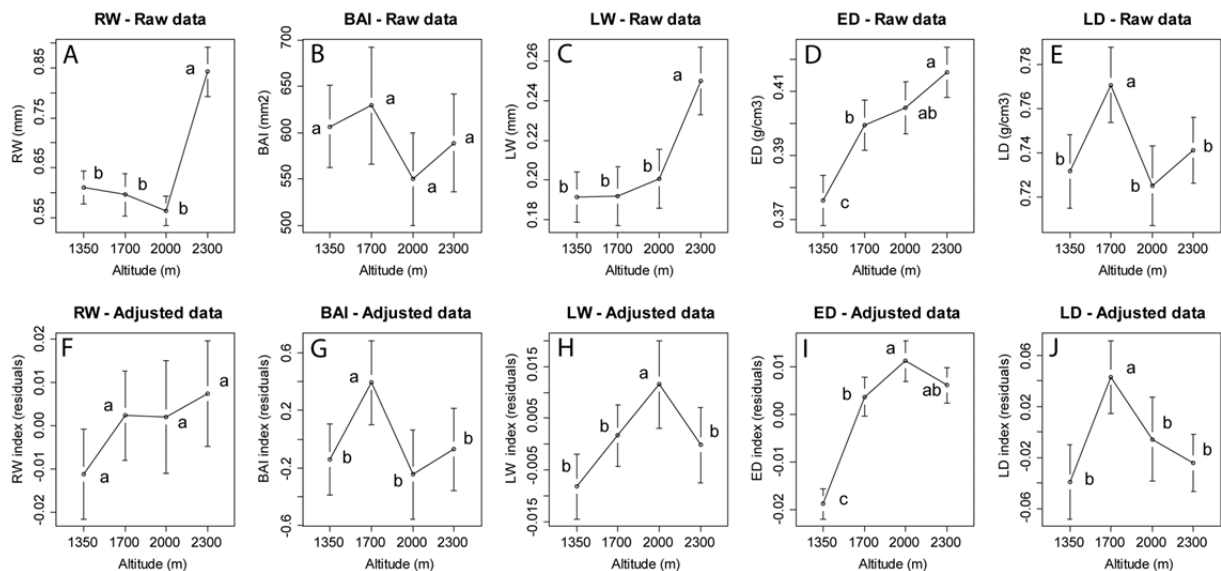 RW - Raw data
A
RW (mm)
0.55 0.65 0.75 0.85
b
b
b
a
1350 1700 2000 2300
Altitude (m)
BAI - Raw data
B
BAI (mm2)
500 550 600 650 700
a
a
a
a
1350 1700 2000 2300
Altitude (m)
LW - Raw data
C
LW (mm)
0.18 0.20 0.22 0.24 0.26
b
b
b
a
1350 1700 2000 2300
Altitude (m)
ED - Raw data
D
ED (g/cm3)
0.37 0.39 0.41
c
b
ab
a
1350 1700 2000 2300
Altitude (m)
LD - Raw data
E
LD (g/cm3)
0.72 0.74 0.76 0.78
b
a
b
b
1350 1700 2000 2300
Altitude (m)
RW - Adjusted data
F
RW index (residuals)
-0.02 -0.01 0.00 0.01 0.02
a
a
a
a
1350 1700 2000 2300
Altitude (m)
BAI - Adjusted data
G
BAI index (residuals)
-0.6 -0.2 0.2 0.6
b
a
b
b
1350 1700 2000 2300
Altitude (m)
LW - Adjusted data
H
LW index (residuals)
-0.015 -0.005 0.005 0.015
b
b
a
b
1350 1700 2000 2300
Altitude (m)
ED - Adjusted data
I
ED index (residuals)
-0.02 -0.01 0.00 0.01
c
b
a
ab
1350 1700 2000 2300
Altitude (m)
LD - Adjusted data
J
LD index (residuals)
-0.06 -0.02 0.02 0.06
b
a
b
b
1350 1700 2000 2300
Altitude (m)